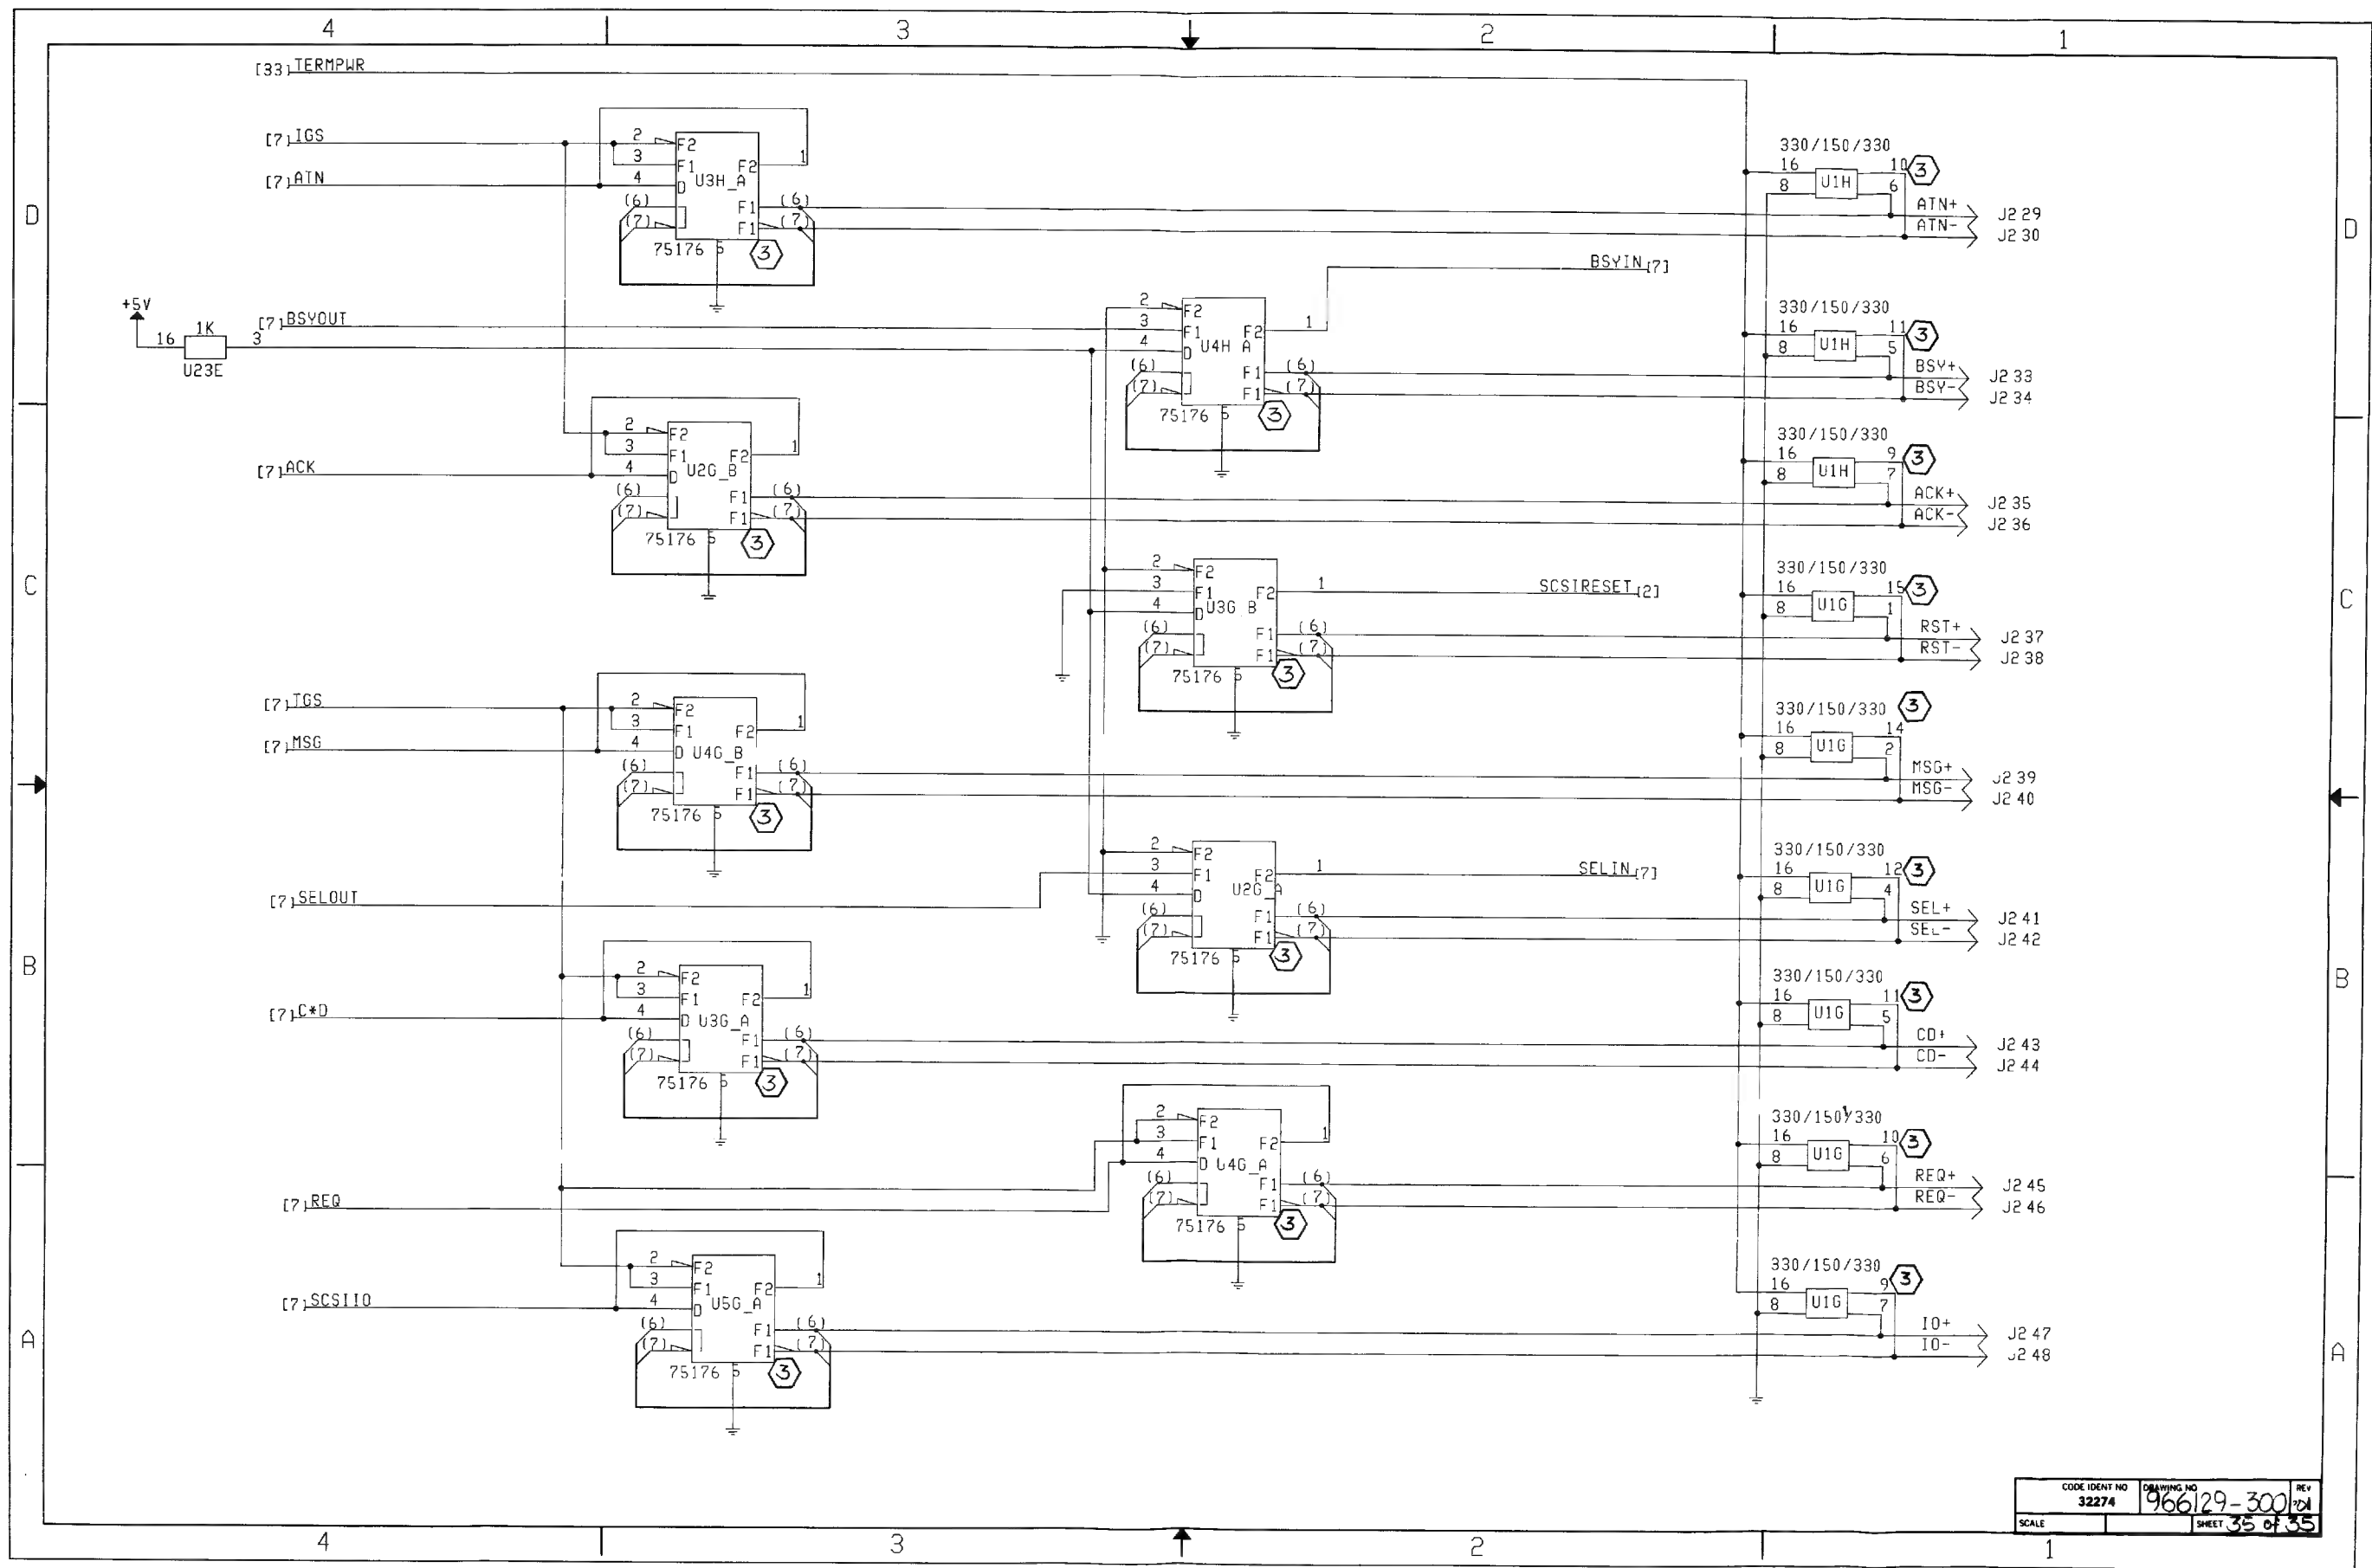 4 3 2 1
[33] TERMPWR
[7] IGS
2 F2
3 F1 F2 1
4 D U3H_A
[7] ATN
(6) F1 (6)
(7) F1 (7)
75176 5 3
330/150/330
16 10 3
8 U1H 6
ATN+ J2 29
ATN- J2 30
D D
BSYIN [7]
+5V
16 1K 3
U23E
[7] BSYOUT
2 F2
3 F1 F2 1
4 D U4H A
(6) F1 (6)
(7) F1 (7)
75176 5 3
330/150/330
16 11 3
8 U1H 5
BSY+ J2 33
BSY- J2 34
2 F2
3 F1 F2 1
4 D U2G_B
[7] ACK
(6) F1 (6)
(7) F1 (7)
75176 5 3
330/150/330
16 9 3
8 U1H 7
ACK+ J2 35
ACK- J2 36
C C
2 F2
3 F1 F2 1
4 D U3G B
SCSIRESET [2]
(6) F1 (6)
(7) F1 (7)
75176 5 3
330/150/330
16 15 3
8 U1G 1
RST+ J2 37
RST- J2 38
[7] TGS
2 F2
3 F1 F2 1
4 D U4G_B
[7] MSG
(6) F1 (6)
(7) F1 (7)
75176 5 3
330/150/330 3
16 14
8 U1G 2
MSG+ J2 39
MSG- J2 40
[7] SELOUT
2 F2
3 F1 F2 1
4 D U2G_A
SELIN [7]
(6) F1 (6)
(7) F1 (7)
75176 5 3
330/150/330
16 12 3
8 U1G 4
SEL+ J2 41
SEL- J2 42
B B
2 F2
3 F1 F2 1
4 D U3G_A
[7] C*D
(6) F1 (6)
(7) F1 (7)
75176 5 3
330/150/330
16 11 3
8 U1G 5
CD+ J2 43
CD- J2 44
2 F2
3 F1 F2 1
4 D U4G_A
[7] REQ
(6) F1 (6)
(7) F1 (7)
75176 5 3
330/150/330
16 10 3
8 U1G 6
REQ+ J2 45
REQ- J2 46
2 F2
3 F1 F2 1
4 D U5G_A
[7] SCSIIO
(6) F1 (6)
(7) F1 (7)
75176 5 3
330/150/330
16 9 3
8 U1G 7
IO+ J2 47
IO- J2 48
A A
CODE IDENT NO
32274
DRAWING NO
966129-300
REV
SCALE
SHEET 35 of 35
4 3 2 1